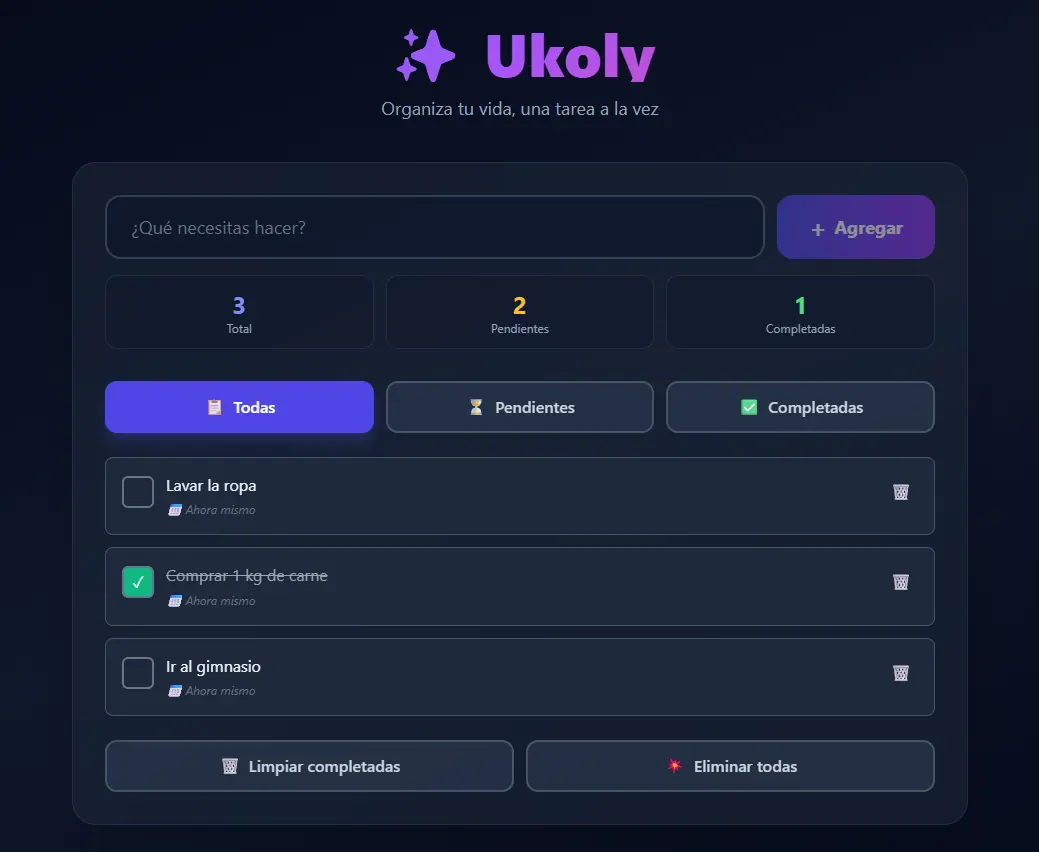 Ukoly
Organiza tu vida, una tarea a la vez
¿Qué necesitas hacer?
+ Agregar
3
Total
2
Pendientes
1
Completadas
Todas
Pendientes
Completadas
Lavar la ropa
Ahora mismo
Comprar 1 kg de carne
Ahora mismo
Ir al gimnasio
Ahora mismo
Limpiar completadas
Eliminar todas